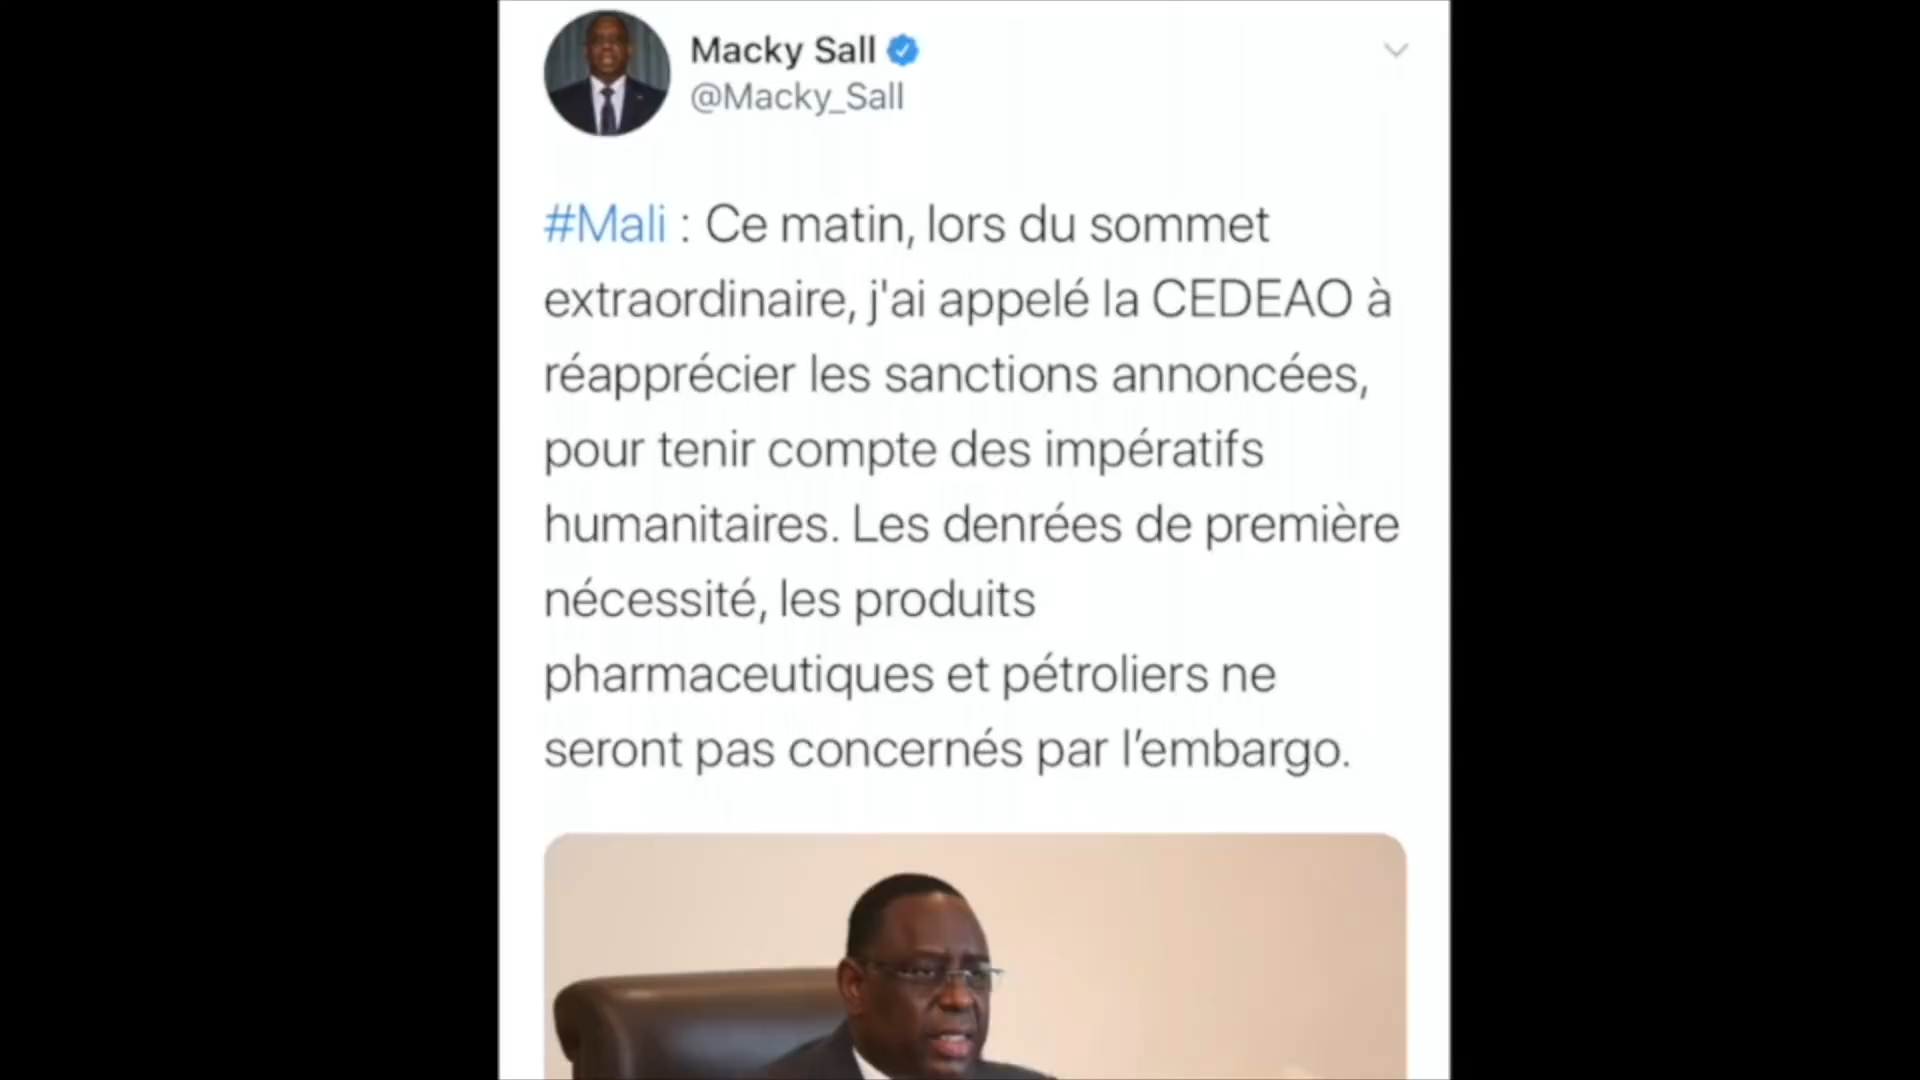 Macky Sall
@Macky_Sall
#Mali : Ce matin, lors du sommet
extraordinaire, j'ai appelé la CEDEAO à
réapprécier les sanctions annoncées,
pour tenir compte des impératifs
humanitaires. Les denrées de première
nécessité, les produits
pharmaceutiques et pétroliers ne
seront pas concernés par l’embargo.